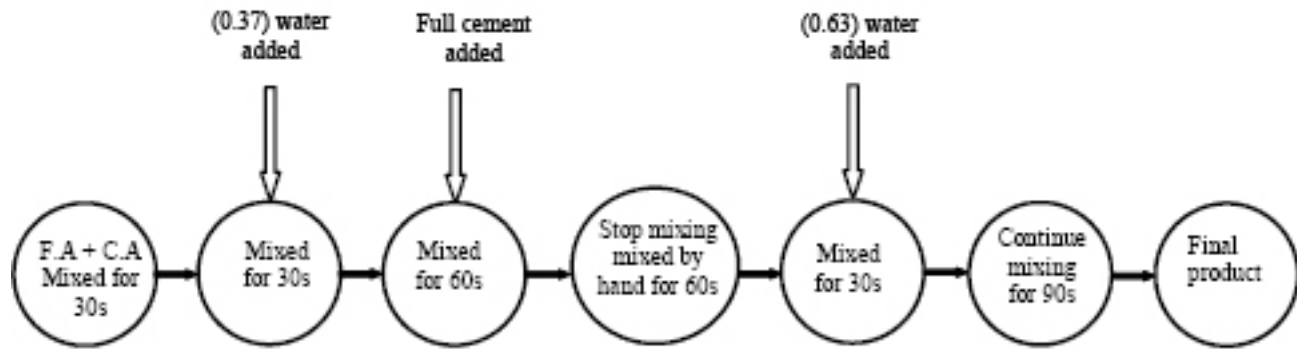 (0.37) water
added
Full cement
added
(0.63) water
added
F.A + C.A
Mixed for
30s
Mixed
for 30s
Mixed
for 60s
Stop mixing
mixed by
hand for 60s
Mixed
for 30s
Continue
mixing
for 90s
Final
product